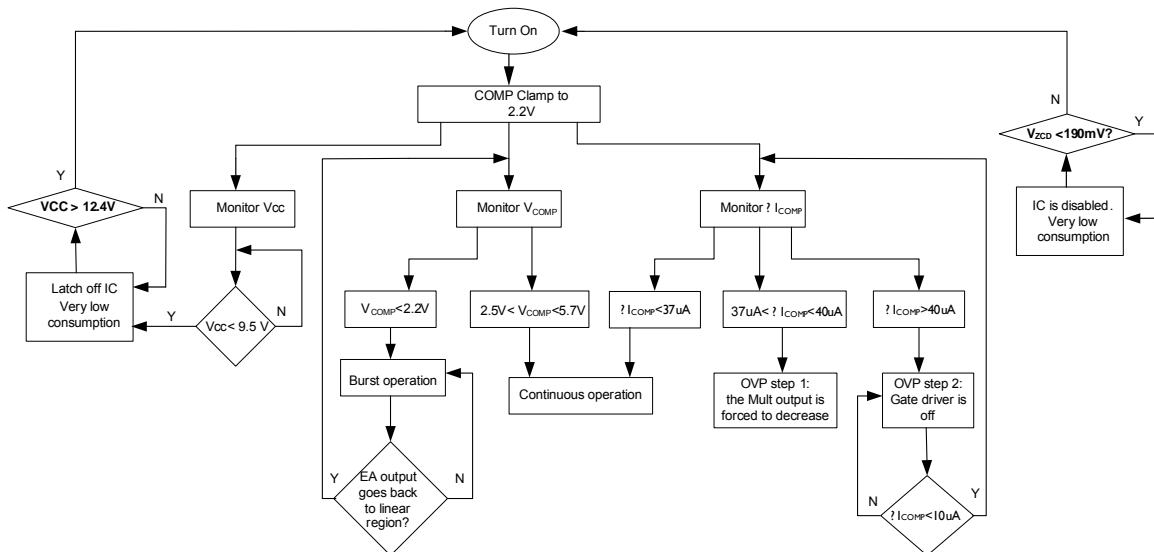 Turn On
COMP Clamp to
2.2V
N
Y
VZCD <190mV?
IC is disabled.
Very low
consumption
Y
N
VCC > 12.4V
Monitor Vcc
Monitor VCOMP
Monitor ? ICOMP
Latch off IC
Very low
consumption
Y
Vcc< 9.5 V
N
VCOMP<2.2V
2.5V< VCOMP<5.7V
? ICOMP<37uA
37uA< ? ICOMP<40uA
? ICOMP>40uA
Burst operation
Continuous operation
OVP step 1:
the Mult output is
forced to decrease
OVP step 2:
Gate driver is
off
Y
EA output
goes back
to linear
region?
N
N
? ICOMP<10uA
Y